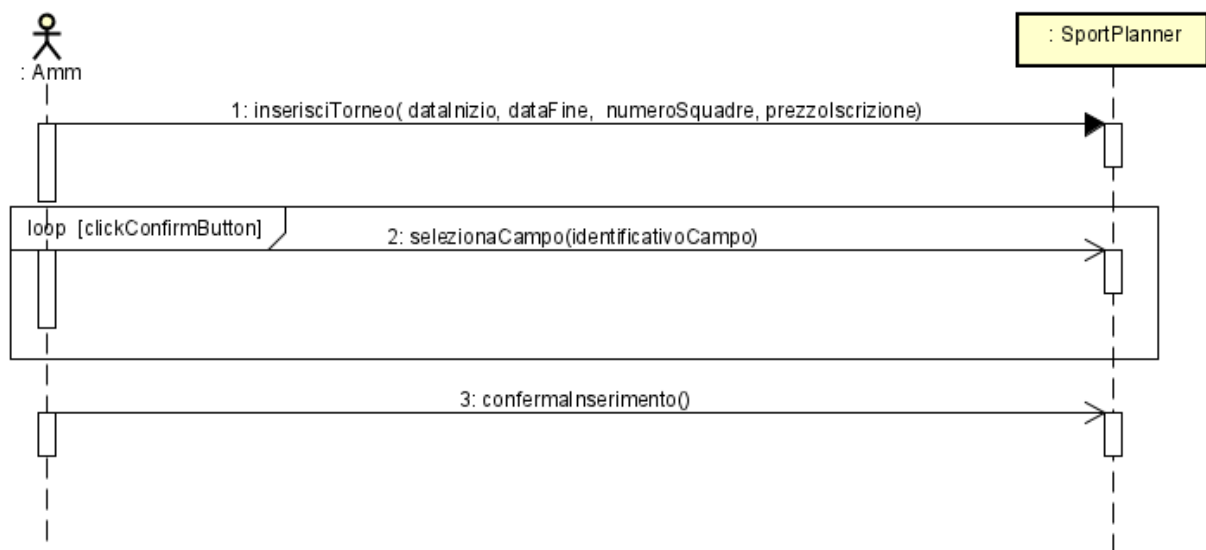 : Amm
: SportPlanner
1: inserisciTorneo( dataInizio, dataFine, numeroSquadre, prezzoIscrizione)
loop [clickConfirmButton]
2: selezionaCampo(identificativoCampo)
3: confermaInserimento()